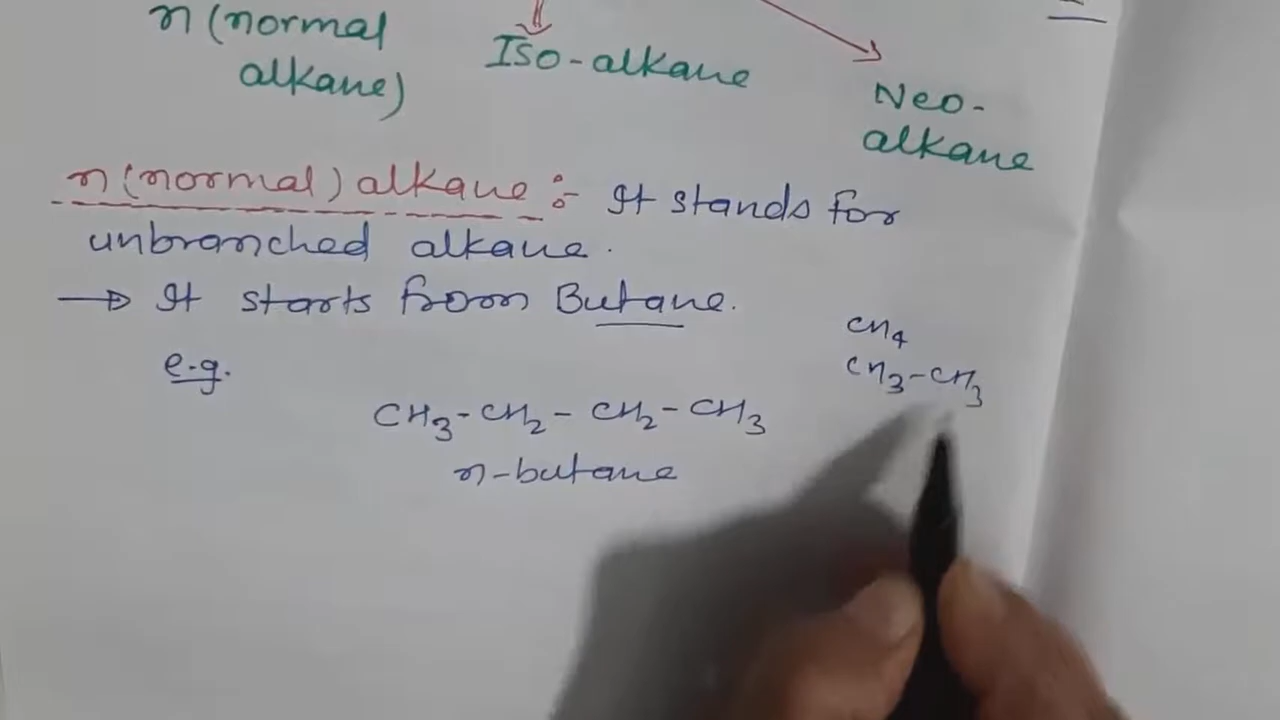 n (normal
alkane)
Iso-alkane
Neo-
alkane
n (normal) alkane :- It stands for
unbranched alkane.
→ It starts from Butane.
e.g.
CH4
CH3-CH3
CH3-CH2-CH2-CH3
n-butane